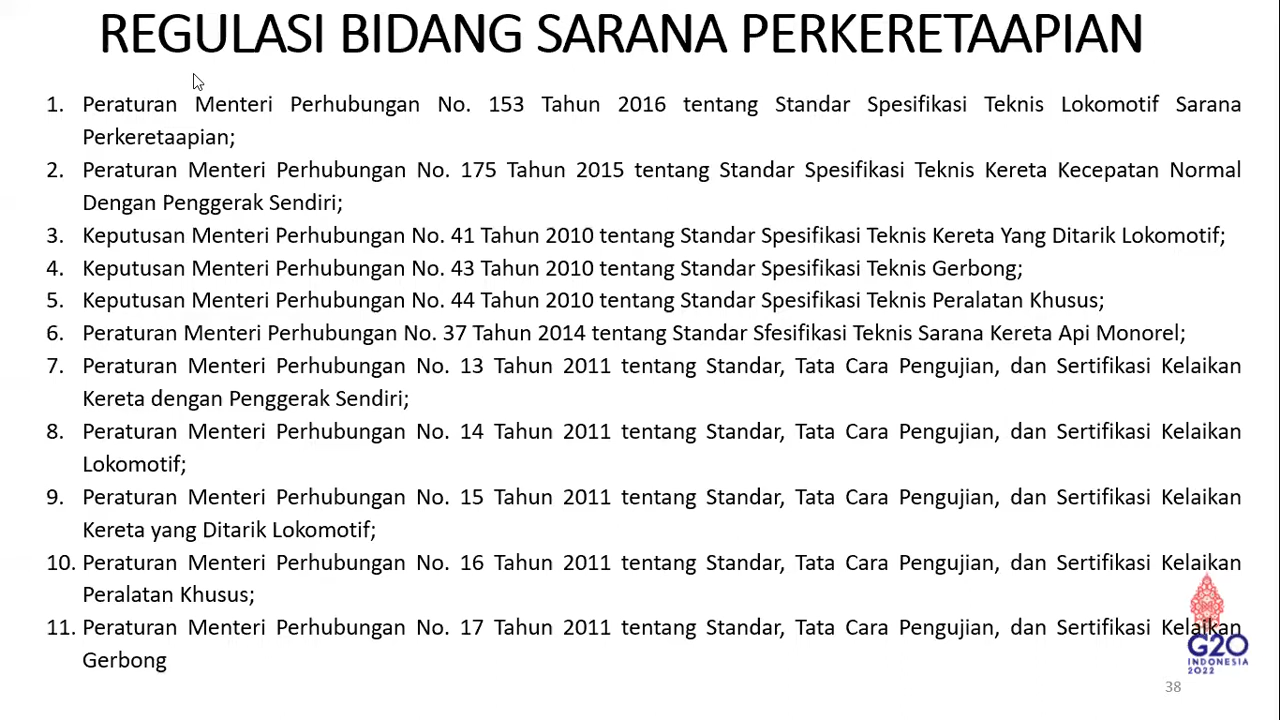 REGULASI BIDANG SARANA PERKERETAAPIAN
1. Peraturan Menteri Perhubungan No. 153 Tahun 2016 tentang Standar Spesifikasi Teknis Lokomotif Sarana
Perkeretaapian;
2. Peraturan Menteri Perhubungan No. 175 Tahun 2015 tentang Standar Spesifikasi Teknis Kereta Kecepatan Normal
Dengan Penggerak Sendiri;
3. Keputusan Menteri Perhubungan No. 41 Tahun 2010 tentang Standar Spesifikasi Teknis Kereta Yang Ditarik Lokomotif;
4. Keputusan Menteri Perhubungan No. 43 Tahun 2010 tentang Standar Spesifikasi Teknis Gerbong;
5. Keputusan Menteri Perhubungan No. 44 Tahun 2010 tentang Standar Spesifikasi Teknis Peralatan Khusus;
6. Peraturan Menteri Perhubungan No. 37 Tahun 2014 tentang Standar Sfesifikasi Teknis Sarana Kereta Api Monorel;
7. Peraturan Menteri Perhubungan No. 13 Tahun 2011 tentang Standar, Tata Cara Pengujian, dan Sertifikasi Kelaikan
Kereta dengan Penggerak Sendiri;
8. Peraturan Menteri Perhubungan No. 14 Tahun 2011 tentang Standar, Tata Cara Pengujian, dan Sertifikasi Kelaikan
Lokomotif;
9. Peraturan Menteri Perhubungan No. 15 Tahun 2011 tentang Standar, Tata Cara Pengujian, dan Sertifikasi Kelaikan
Kereta yang Ditarik Lokomotif;
10. Peraturan Menteri Perhubungan No. 16 Tahun 2011 tentang Standar, Tata Cara Pengujian, dan Sertifikasi Kelaikan
Peralatan Khusus;
11. Peraturan Menteri Perhubungan No. 17 Tahun 2011 tentang Standar, Tata Cara Pengujian, dan Sertifikasi Kelaikan
Gerbong
G20
INDONESIA
2022
38